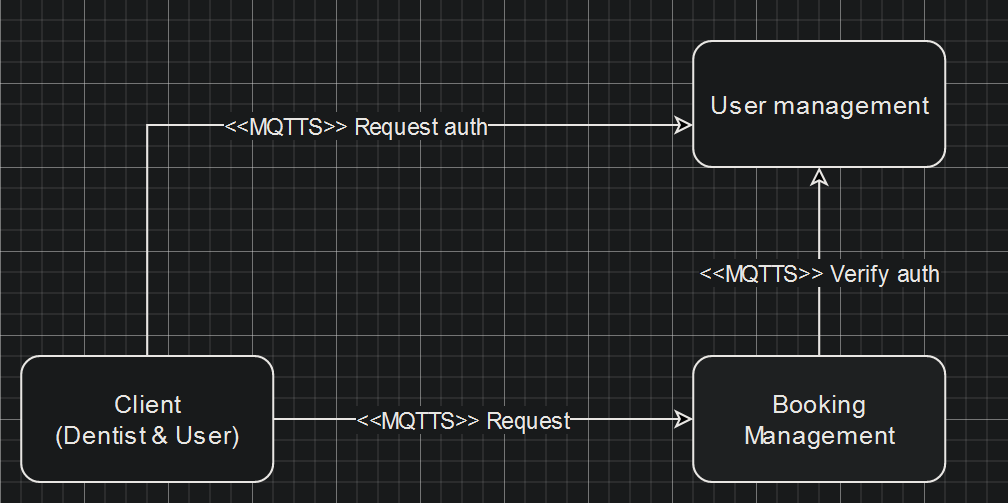 User management
<<MQTTS>> Request auth
<<MQTTS>> Verify auth
Client
(Dentist & User)
<<MQTTS>> Request
Booking
Management